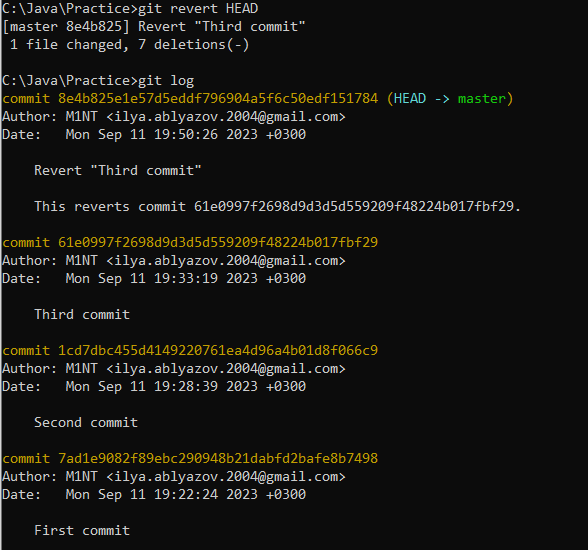 C:\Java\Practice>git revert HEAD
[master 8e4b825] Revert "Third commit"
 1 file changed, 7 deletions(-)

C:\Java\Practice>git log
commit 8e4b825e1e57d5eddf796904a5f6c50edf151784 (HEAD -> master)
Author: M1NT <ilya.ablyazov.2004@gmail.com>
Date:   Mon Sep 11 19:50:26 2023 +0300

    Revert "Third commit"

    This reverts commit 61e0997f2698d9d3d5d559209f48224b017fbf29.

commit 61e0997f2698d9d3d5d559209f48224b017fbf29
Author: M1NT <ilya.ablyazov.2004@gmail.com>
Date:   Mon Sep 11 19:33:19 2023 +0300

    Third commit

commit 1cd7dbc455d4149220761ea4d96a4b01d8f066c9
Author: M1NT <ilya.ablyazov.2004@gmail.com>
Date:   Mon Sep 11 19:28:39 2023 +0300

    Second commit

commit 7ad1e9082f89ebc290948b21dabfd2bafe8b7498
Author: M1NT <ilya.ablyazov.2004@gmail.com>
Date:   Mon Sep 11 19:22:24 2023 +0300

    First commit